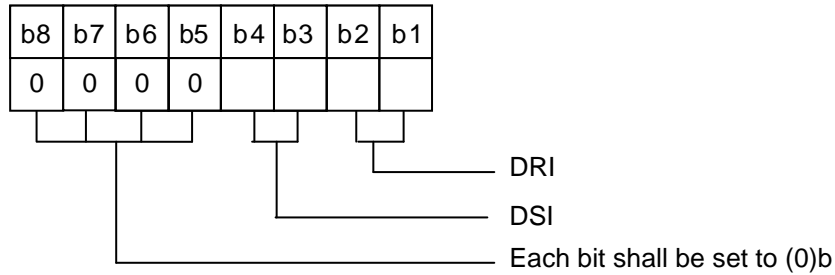 b8 b7 b6 b5 b4 b3 b2 b1
0 0 0 0
DRI
DSI
Each bit shall be set to (0)b